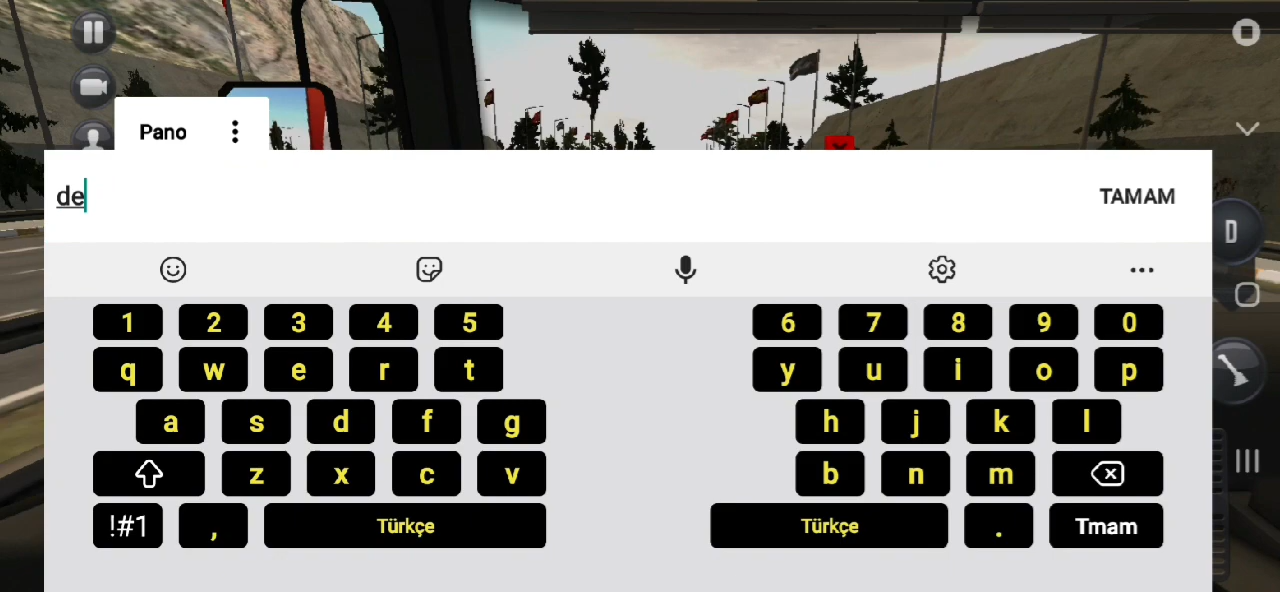 Pano
de
TAMAM
1 2 3 4 5 6 7 8 9 0
q w e r t y u i o p
a s d f g h j k l
z x c v b n m
!#1 , Türkçe Türkçe . Tmam
D